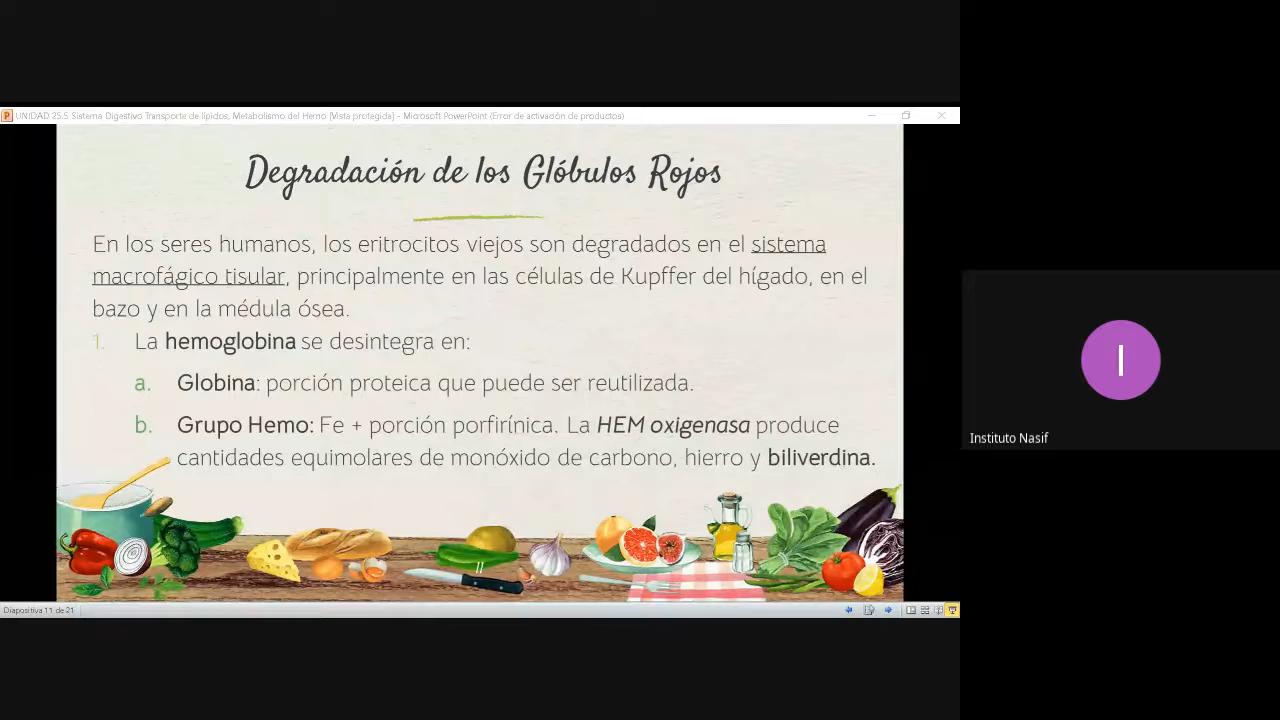 UNIDAD 25.5 Sistema Digestivo Transporte de lípidos, Metabolismo del Hemo [Vista protegida] - Microsoft PowerPoint (Error de activación de productos)
Degradación de los Glóbulos Rojos
En los seres humanos, los eritrocitos viejos son degradados en el sistema
macrofágico tisular, principalmente en las células de Kupffer del hígado, en el
bazo y en la médula ósea.
1. La hemoglobina se desintegra en:
a. Globina: porción proteica que puede ser reutilizada.
b. Grupo Hemo: Fe + porción porfirínica. La HEM oxigenasa produce
cantidades equimolares de monóxido de carbono, hierro y biliverdina.
I
Instituto Nasif
Diapositiva 11 de 21